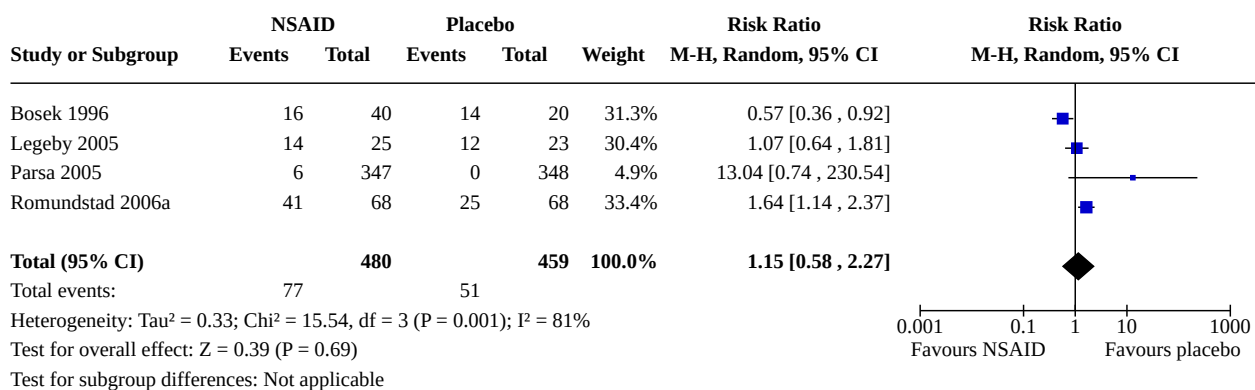 NSAID Placebo Risk Ratio Risk Ratio
Study or Subgroup Events Total Events Total Weight M-H, Random, 95% CI M-H, Random, 95% CI
Bosek 1996 16 40 14 20 31.3% 0.57 [0.36 , 0.92]
Legeby 2005 14 25 12 23 30.4% 1.07 [0.64 , 1.81]
Parsa 2005 6 347 0 348 4.9% 13.04 [0.74 , 230.54]
Romundstad 2006a 41 68 25 68 33.4% 1.64 [1.14 , 2.37]
Total (95% CI) 480 459 100.0% 1.15 [0.58 , 2.27]
Total events: 77 51
Heterogeneity: Tau² = 0.33; Chi² = 15.54, df = 3 (P = 0.001); I² = 81%
Test for overall effect: Z = 0.39 (P = 0.69)
Test for subgroup differences: Not applicable
0.001 0.1 1 10 1000
Favours NSAID Favours placebo